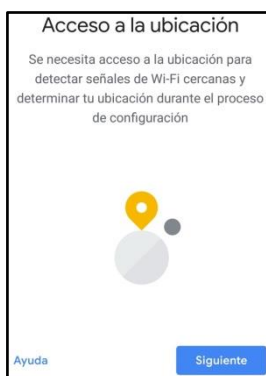 Acceso a la ubicación
Se necesita acceso a la ubicación para
detectar señales de Wi-Fi cercanas y
determinar tu ubicación durante el proceso
de configuración
Ayuda
Siguiente